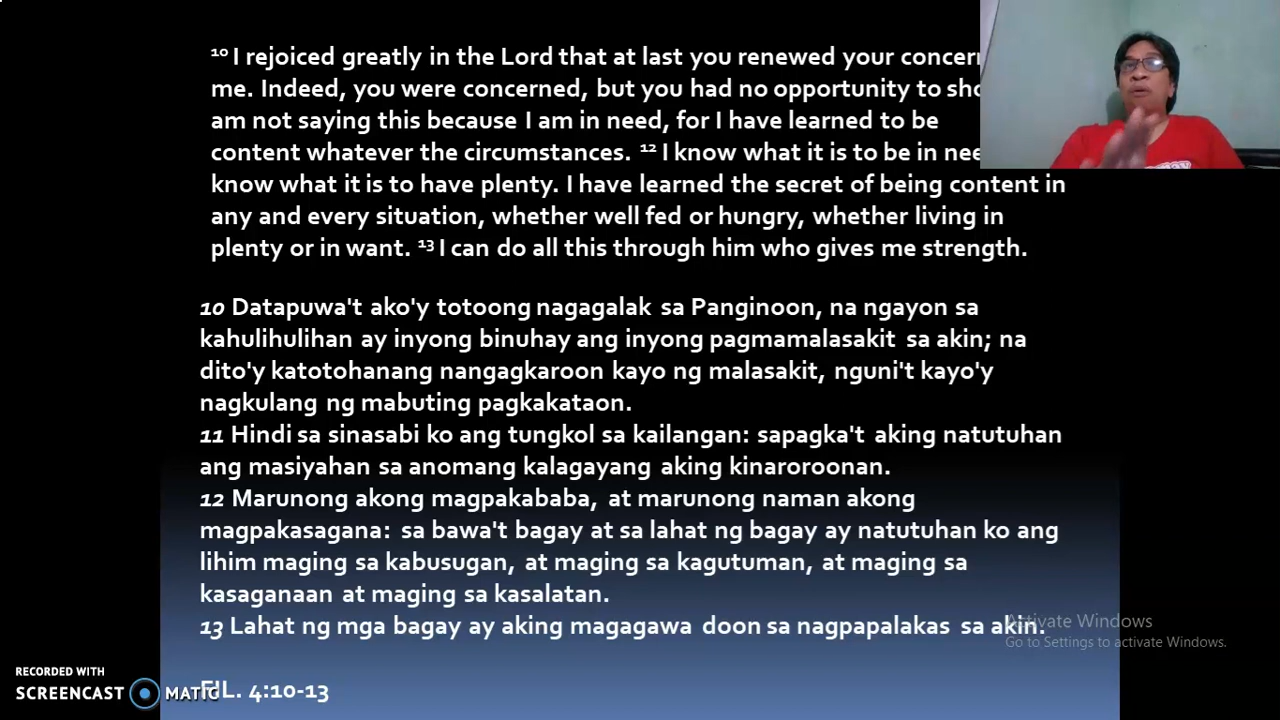 10 I rejoiced greatly in the Lord that at last you renewed your concern
me. Indeed, you were concerned, but you had no opportunity to sho
am not saying this because I am in need, for I have learned to be
content whatever the circumstances. 12 I know what it is to be in nee
know what it is to have plenty. I have learned the secret of being content in
any and every situation, whether well fed or hungry, whether living in
plenty or in want. 13 I can do all this through him who gives me strength.
10 Datapuwa't ako'y totoong nagagalak sa Panginoon, na ngayon sa
kahulihulihan ay inyong binuhay ang inyong pagmamalasakit sa akin; na
dito'y katotohanang nangagkaroon kayo ng malasakit, nguni't kayo'y
nagkulang ng mabuting pagkakataon.
11 Hindi sa sinasabi ko ang tungkol sa kailangan: sapagka't aking natutuhan
ang masiyahan sa anomang kalagayang aking kinaroroonan.
12 Marunong akong magpakababa, at marunong naman akong
magpakasagana: sa bawa't bagay at sa lahat ng bagay ay natutuhan ko ang
lihim maging sa kabusugan, at maging sa kagutuman, at maging sa
kasaganaan at maging sa kasalatan.
13 Lahat ng mga bagay ay aking magagawa doon sa nagpapalakas sa akin.
Activate Windows
Go to Settings to activate Windows.
RECORDED WITH
SCREENCAST MATIC
FIL. 4:10-13